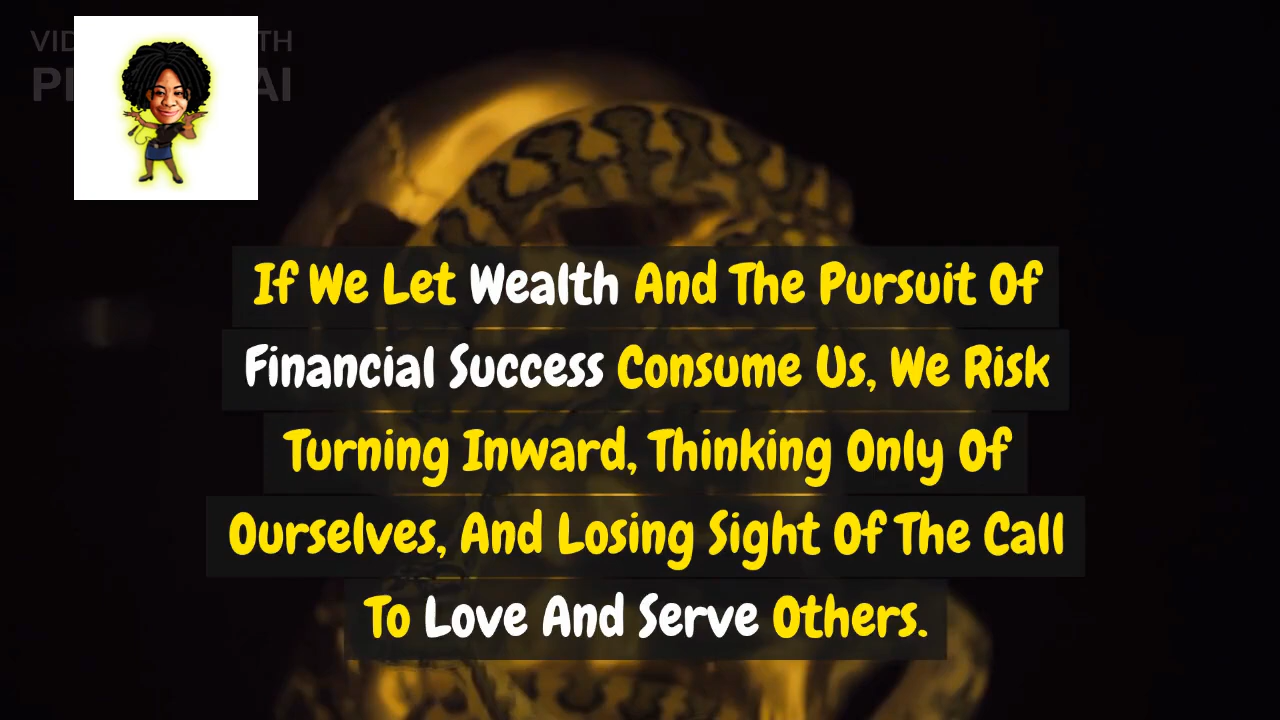 If We Let Wealth And The Pursuit Of
Financial Success Consume Us, We Risk
Turning Inward, Thinking Only Of
Ourselves, And Losing Sight Of The Call
To Love And Serve Others.